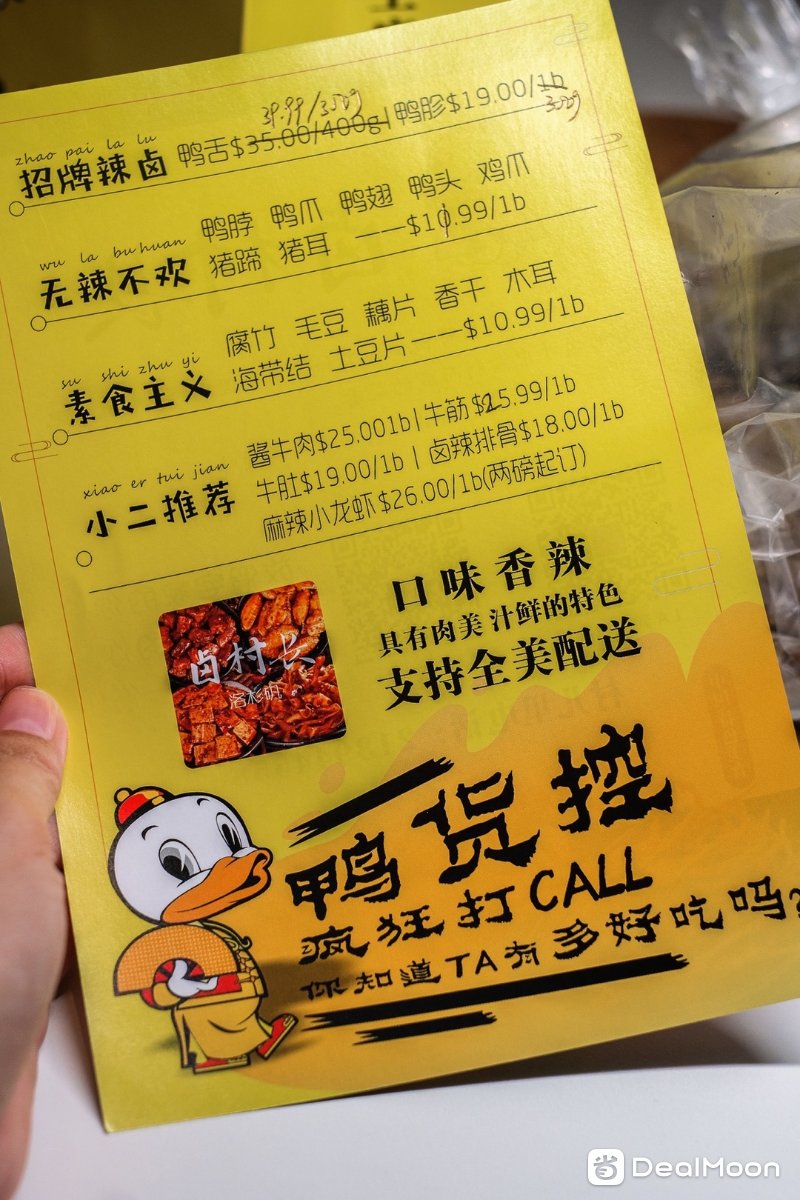 39.99/350g
zhao pai la lu
招牌辣卤 鸭舌$35.00/400g|鸭胗$19.00/1b
350g
wu la bu huan
无辣不欢 鸭脖 鸭爪 鸭翅 鸭头 鸡爪
猪蹄 猪耳 ——$10.99/1b
su shi zhu yi
素食主义 腐竹 毛豆 藕片 香干 木耳
海带结 土豆片——$10.99/1b
xiao er tui jian
小二推荐 酱牛肉$25.001b|牛筋$25.99/1b
牛肚$19.00/1b | 卤辣排骨$18.00/1b
麻辣小龙虾$26.00/1b(两磅起订)
口味香辣
具有肉美 汁鲜的特色
支持全美配送
卤村长
洛杉矶
鸭货控
疯狂打CALL
你知道TA有多好吃吗?
省 DealMoon